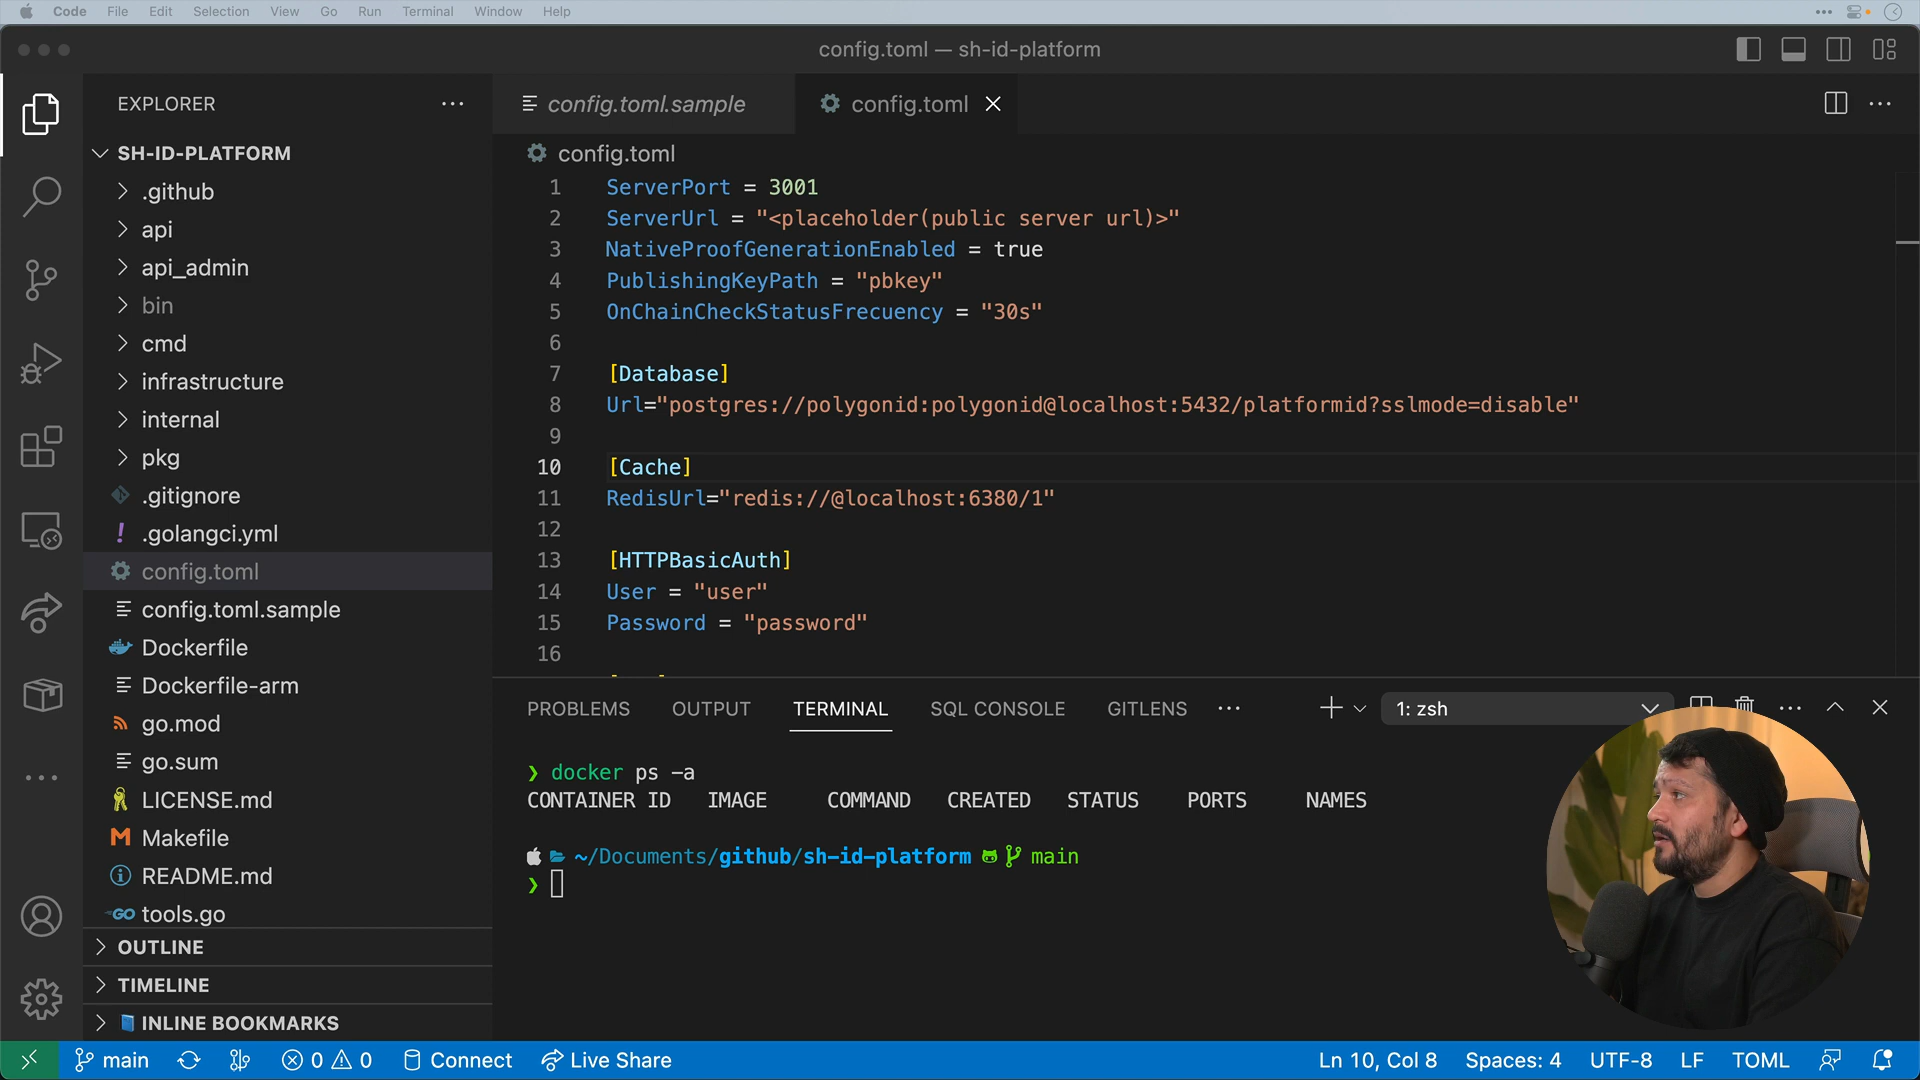 Code File Edit Selection View Go Run Terminal Window Help
config.toml — sh-id-platform
EXPLORER
SH-ID-PLATFORM
.github
api
api_admin
bin
cmd
infrastructure
internal
pkg
.gitignore
.golangci.yml
config.toml
config.toml.sample
Dockerfile
Dockerfile-arm
go.mod
go.sum
LICENSE.md
Makefile
README.md
tools.go
OUTLINE
TIMELINE
INLINE BOOKMARKS
config.toml.sample config.toml
config.toml
1 ServerPort = 3001
2 ServerUrl = "<placeholder(public server url)>"
3 NativeProofGenerationEnabled = true
4 PublishingKeyPath = "pbkey"
5 OnChainCheckStatusFrecuency = "30s"
6
7 [Database]
8 Url="postgres://polygonid:polygonid@localhost:5432/platformid?sslmode=disable"
9
10 [Cache]
11 RedisUrl="redis://@localhost:6380/1"
12
13 [HTTPBasicAuth]
14 User = "user"
15 Password = "password"
16
PROBLEMS OUTPUT TERMINAL SQL CONSOLE GITLENS 1: zsh
❯ docker ps -a
CONTAINER ID IMAGE COMMAND CREATED STATUS PORTS NAMES
~/Documents/github/sh-id-platform main
❯
main 0 0 Connect Live Share Ln 10, Col 8 Spaces: 4 UTF-8 LF TOML